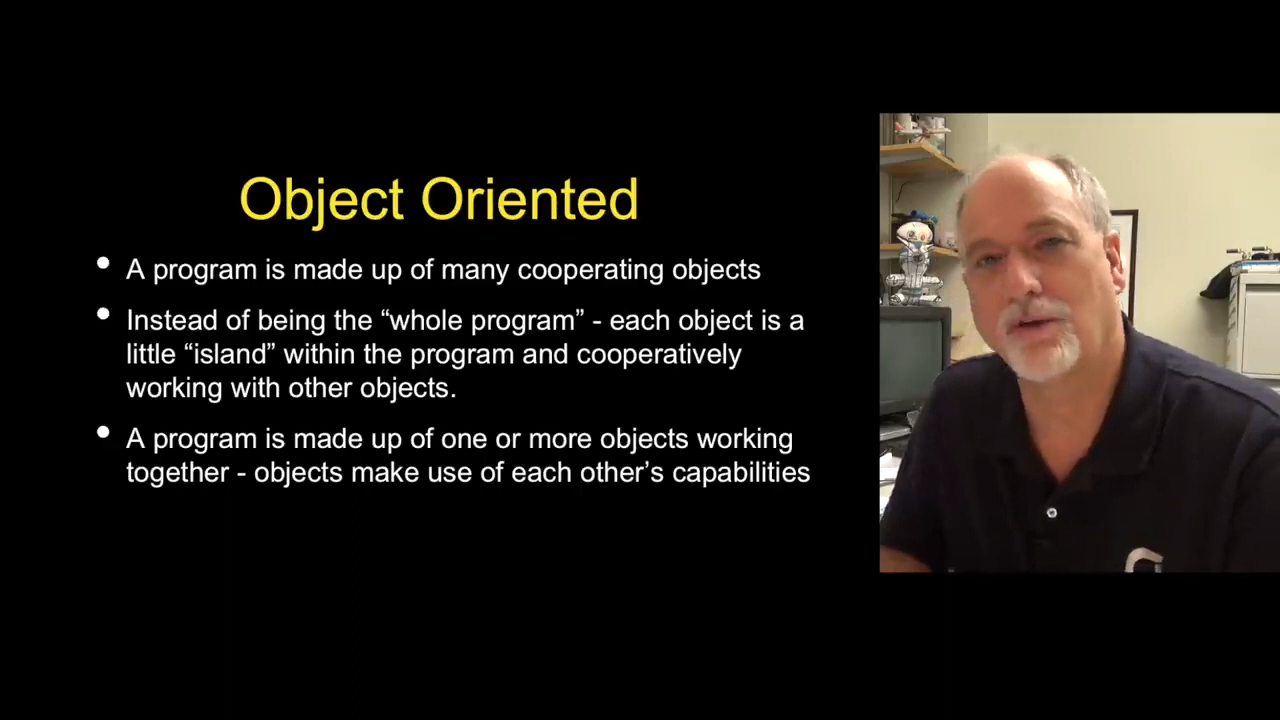 Object Oriented
• A program is made up of many cooperating objects
• Instead of being the “whole program” - each object is a
little “island” within the program and cooperatively
working with other objects.
• A program is made up of one or more objects working
together - objects make use of each other’s capabilities